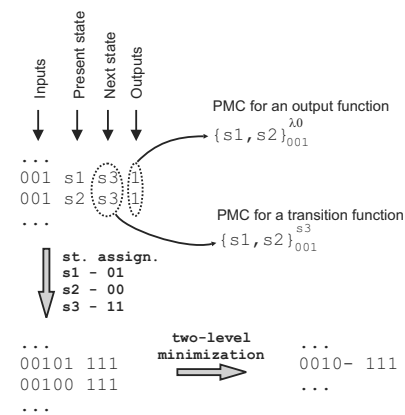 Inputs
Present state
Next state
Outputs
PMC for an output function
{s1,s2}001 λ0
...
001 s1 s3 1
001 s2 s3 1
...
PMC for a transition function
{s1,s2}001 s3
st. assign.
s1 - 01
s2 - 00
s3 - 11
two-level
minimization
...
00101 111
00100 111
...
...
0010- 111
...